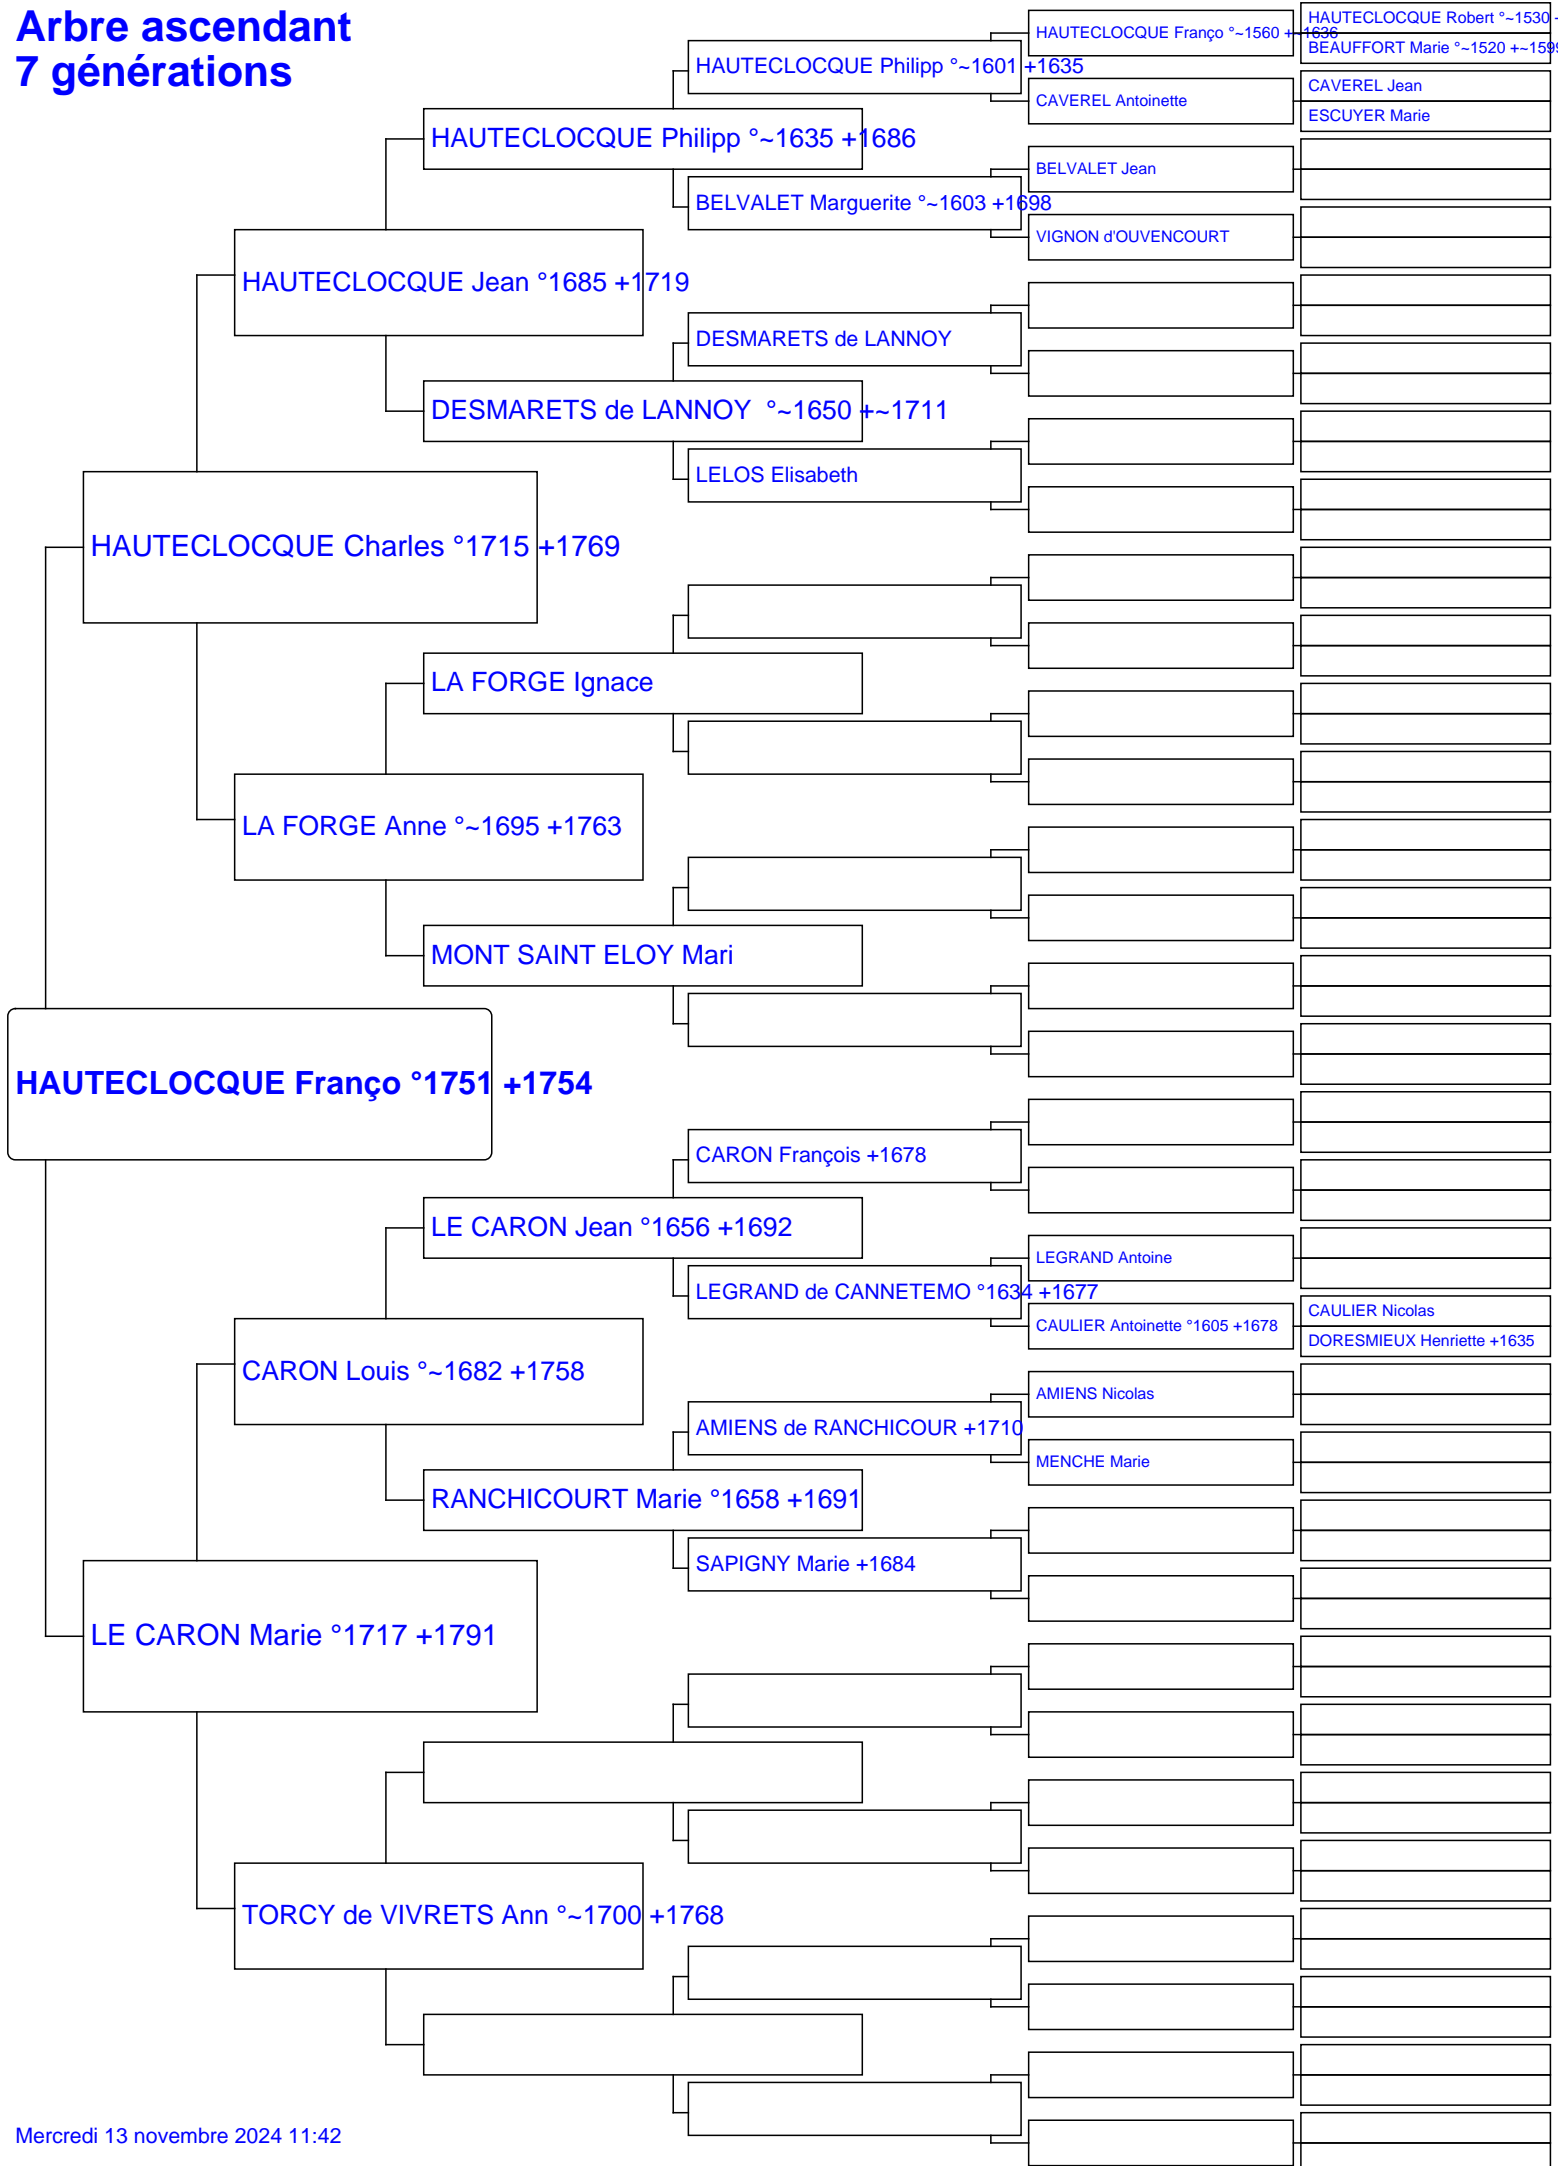 Arbre ascendant
7 générations
HAUTECLOCQUE Robert °~1530 +
HAUTECLOCQUE Franço °~1560 +~1636
BEAUFFORT Marie °~1520 +~1599
HAUTECLOCQUE Philipp °~1601 +1635
CAVEREL Jean
CAVEREL Antoinette
ESCUYER Marie
HAUTECLOCQUE Philipp °~1635 +1686
BELVALET Jean
BELVALET Marguerite °~1603 +1698
VIGNON d'OUVENCOURT
HAUTECLOCQUE Jean °1685 +1719
DESMARETS de LANNOY
DESMARETS de LANNOY °~1650 +~1711
LELOS Elisabeth
HAUTECLOCQUE Charles °1715 +1769
LA FORGE Ignace
LA FORGE Anne °~1695 +1763
MONT SAINT ELOY Mari
HAUTECLOCQUE Franço °1751 +1754
CARON François +1678
LE CARON Jean °1656 +1692
LEGRAND Antoine
LEGRAND de CANNETEMO °1634 +1677
CAULIER Nicolas
CAULIER Antoinette °1605 +1678
DORESMIEUX Henriette +1635
CARON Louis °~1682 +1758
AMIENS Nicolas
AMIENS de RANCHICOUR +1710
MENCHE Marie
RANCHICOURT Marie °1658 +1691
SAPIGNY Marie +1684
LE CARON Marie °1717 +1791
TORCY de VIVRETS Ann °~1700 +1768
Mercredi 13 novembre 2024 11:42